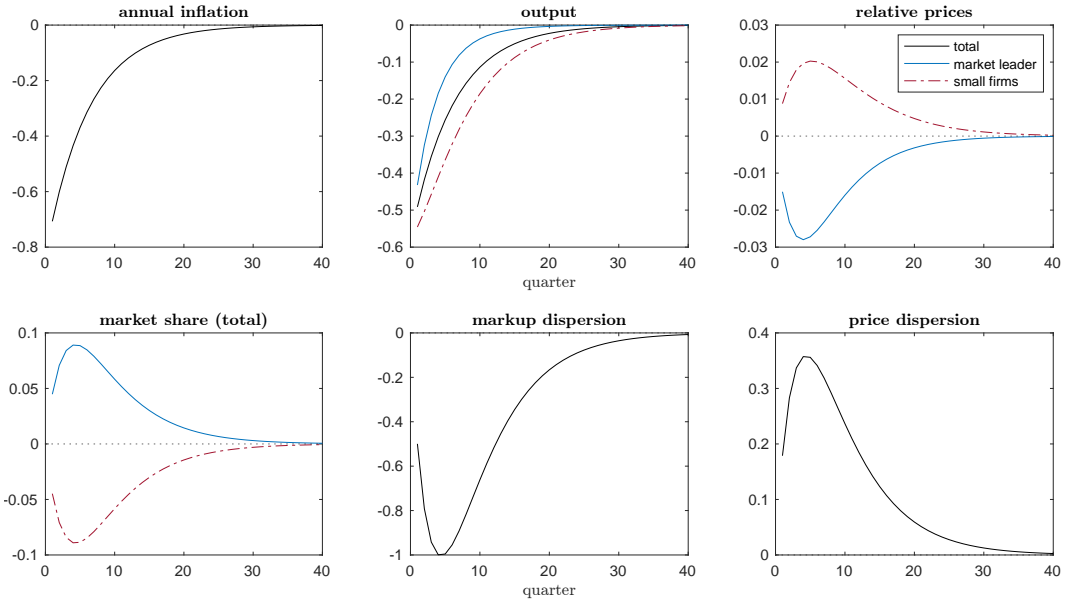 annual inflation
0
-0.2
-0.4
-0.6
-0.8
0 10 20 30 40
output
0
-0.1
-0.2
-0.3
-0.4
-0.5
-0.6
0 10 20 30 40
quarter
relative prices
0.03
0.02
0.01
0
-0.01
-0.02
-0.03
0 10 20 30 40
total
market leader
small firms
market share (total)
0.1
0.05
0
-0.05
-0.1
0 10 20 30 40
markup dispersion
0
-0.2
-0.4
-0.6
-0.8
-1
0 10 20 30 40
quarter
price dispersion
0.4
0.3
0.2
0.1
0
0 10 20 30 40